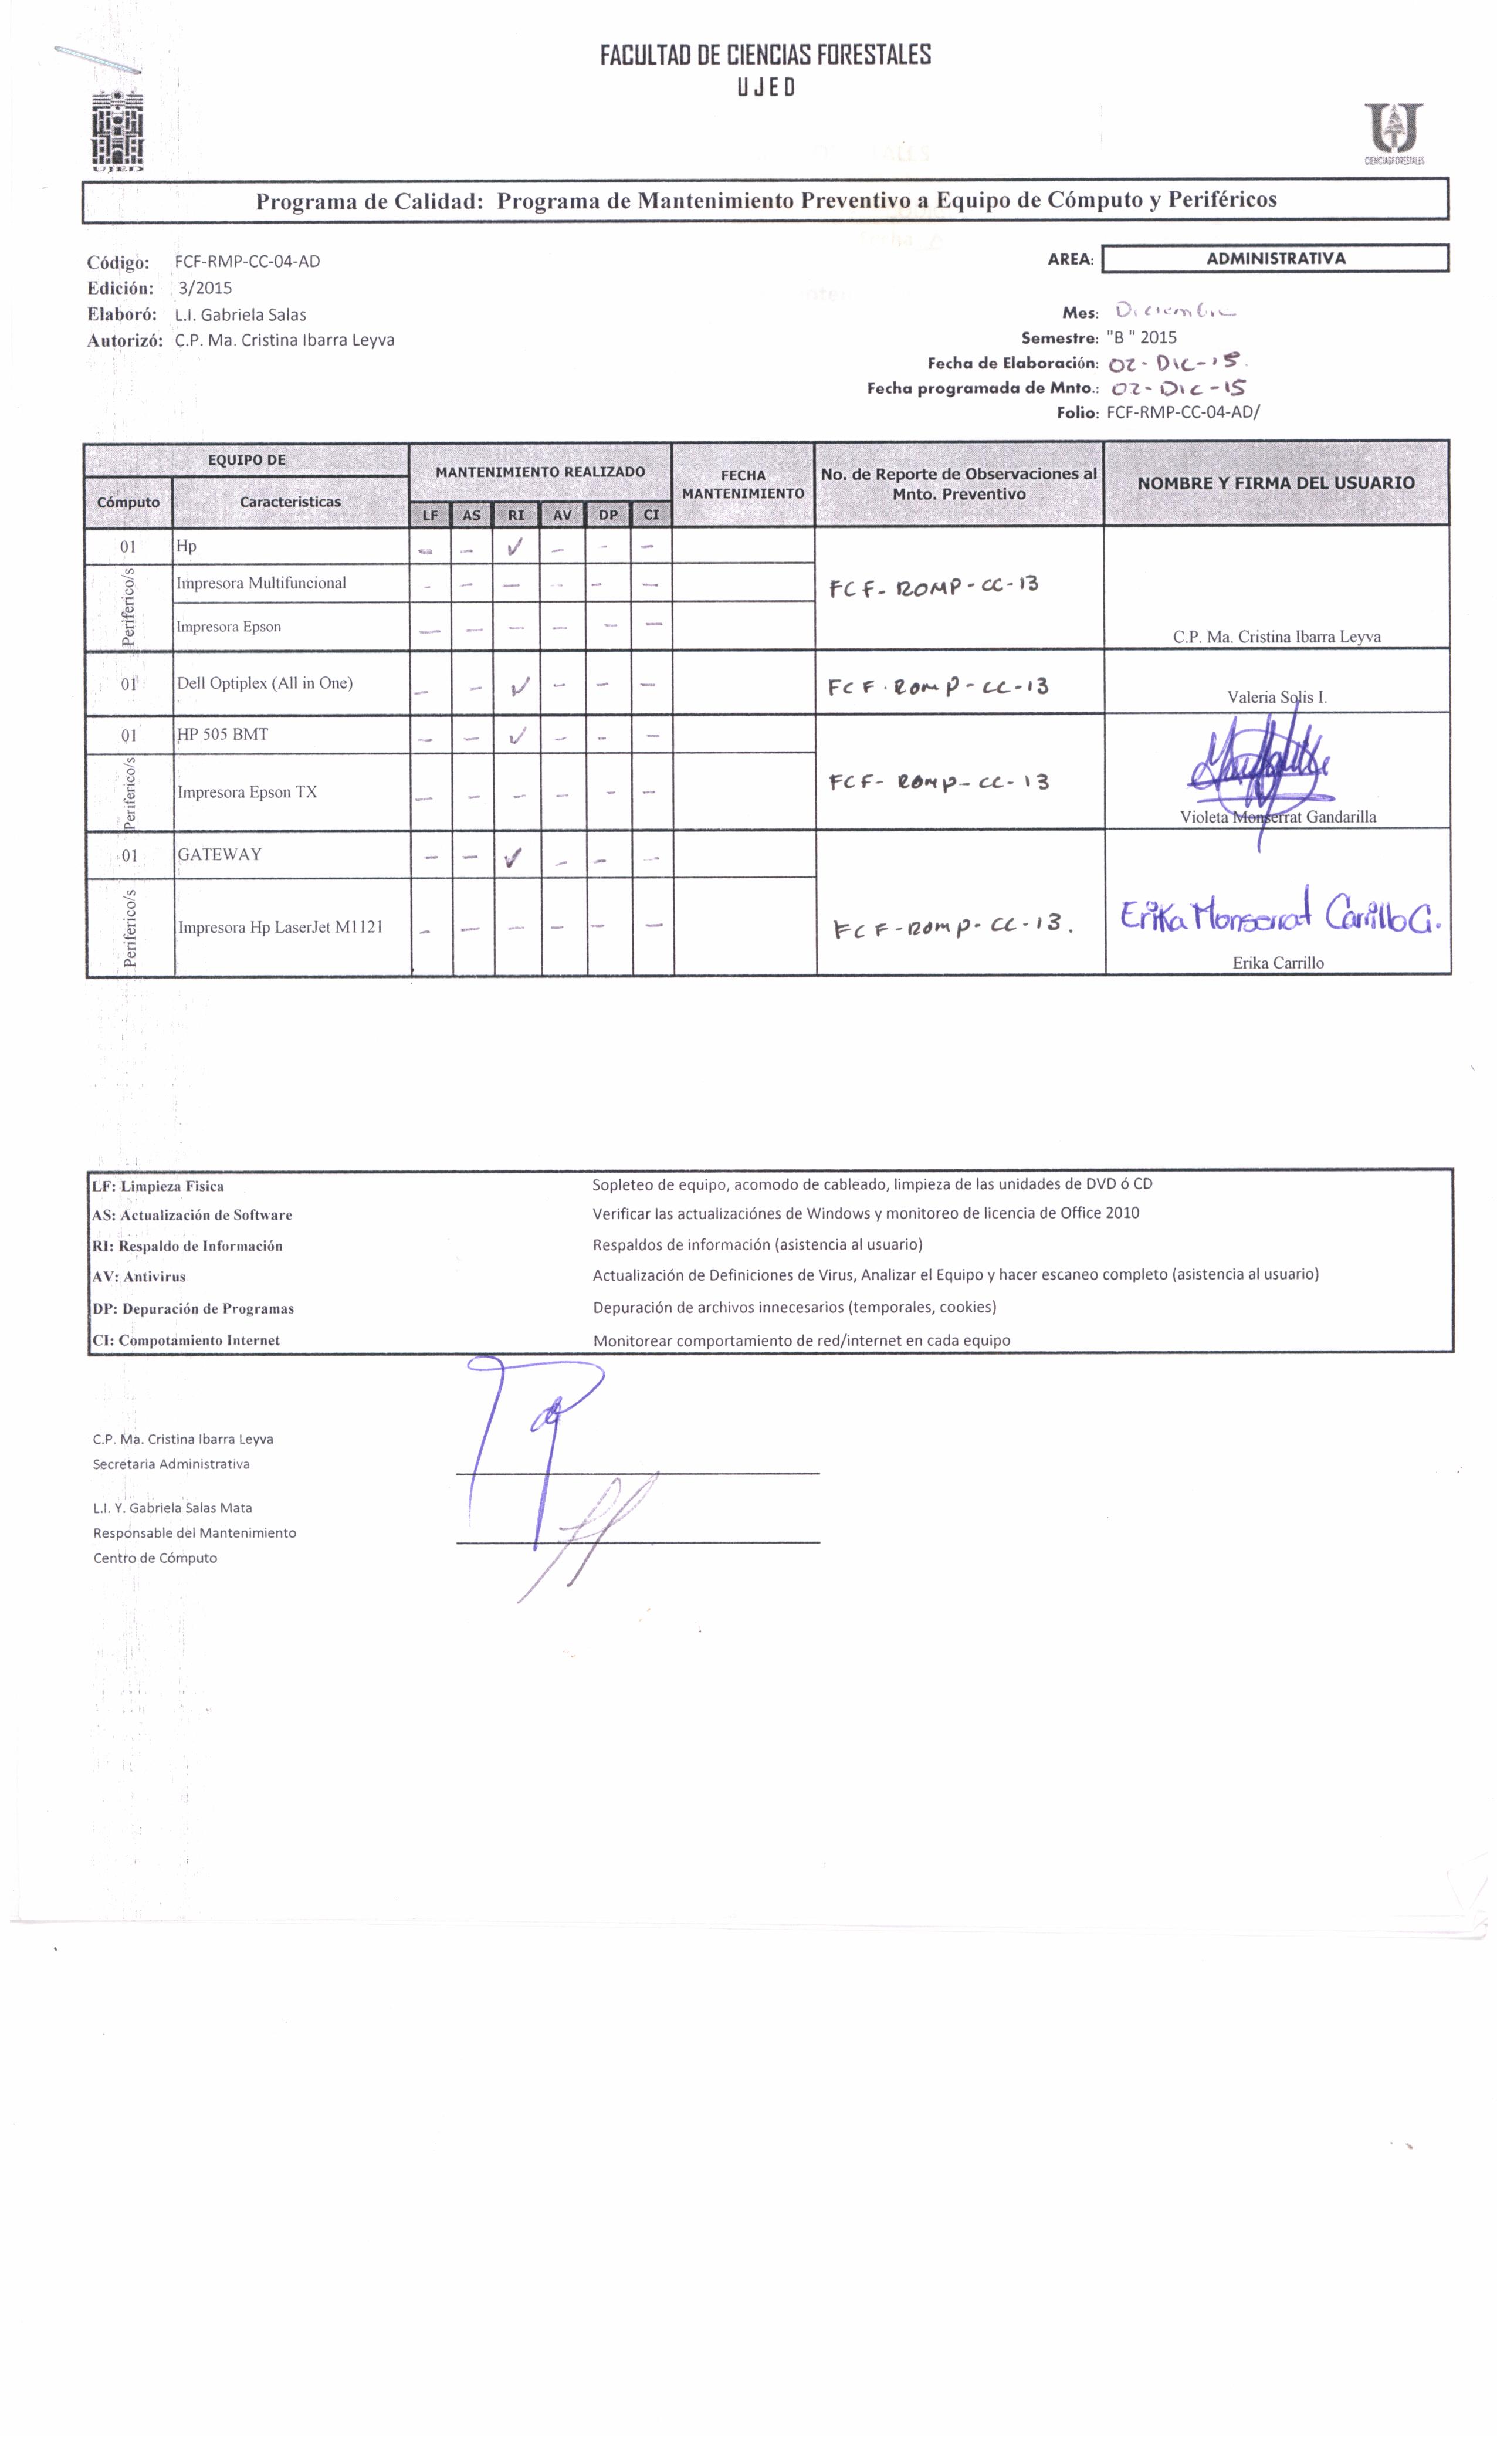 FACULTAD DE CIENCIAS FORESTALES
UJED
UJED
CIENCIAS FORESTALES
Programa de Calidad: Programa de Mantenimiento Preventivo a Equipo de Cómputo y Periféricos
Código: FCF-RMP-CC-04-AD
Edición: 3/2015
Elaboró: L.I. Gabriela Salas
Autorizó: C.P. Ma. Cristina Ibarra Leyva
AREA: ADMINISTRATIVA
Mes: Diciembre
Semestre: "B " 2015
Fecha de Elaboración: 02-DIC-15.
Fecha programada de Mnto.: 02-DIC-15
Folio: FCF-RMP-CC-04-AD/
EQUIPO DE
Cómputo Caracteristicas
MANTENIMIENTO REALIZADO
LF AS RI AV DP CI
FECHA
MANTENIMIENTO
No. de Reporte de Observaciones al
Mnto. Preventivo
NOMBRE Y FIRMA DEL USUARIO
01 Hp - - ✓ - - -
Periferico/s
Impresora Multifuncional - - - - - -
FCF-ROMP-CC-13
Impresora Epson - - - - - -
C.P. Ma. Cristina Ibarra Leyva
01 Dell Optiplex (All in One) - - ✓ - - - FCF-ROMP-CC-13
Valeria Solis I.
01 HP 505 BMT - - ✓ - - -
Periferico/s
Impresora Epson TX - - - - - - FCF-ROMP-CC-13
Violeta Monserrat Gandarilla
01 GATEWAY - - ✓ - - -
Periferico/s
Impresora Hp LaserJet M1121 - - - - - - FCF-ROMP-CC-13.
Erika Monserrat Carrillo G.
Erika Carrillo
LF: Limpieza Fisica Sopleteo de equipo, acomodo de cableado, limpieza de las unidades de DVD ó CD
AS: Actualización de Software Verificar las actualizaciónes de Windows y monitoreo de licencia de Office 2010
RI: Respaldo de Información Respaldos de información (asistencia al usuario)
AV: Antivirus Actualización de Definiciones de Virus, Analizar el Equipo y hacer escaneo completo (asistencia al usuario)
DP: Depuración de Programas Depuración de archivos innecesarios (temporales, cookies)
CI: Compotamiento Internet Monitorear comportamiento de red/internet en cada equipo
C.P. Ma. Cristina Ibarra Leyva
Secretaria Administrativa
L.I. Y. Gabriela Salas Mata
Responsable del Mantenimiento
Centro de Cómputo